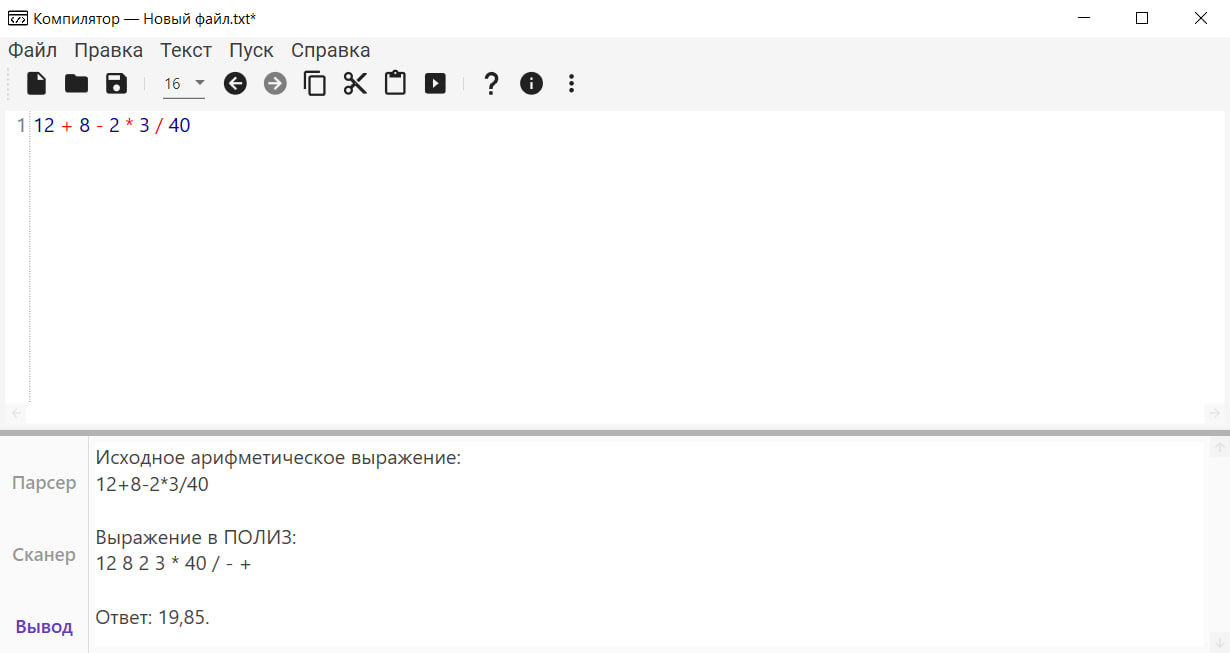 Компилятор — Новый файл.txt*
Файл Правка Текст Пуск Справка
16
1 12 + 8 - 2 * 3 / 40
Исходное арифметическое выражение:
Парсер
12+8-2*3/40
Выражение в ПОЛИЗ:
Сканер
12 8 2 3 * 40 / - +
Ответ: 19,85.
Вывод